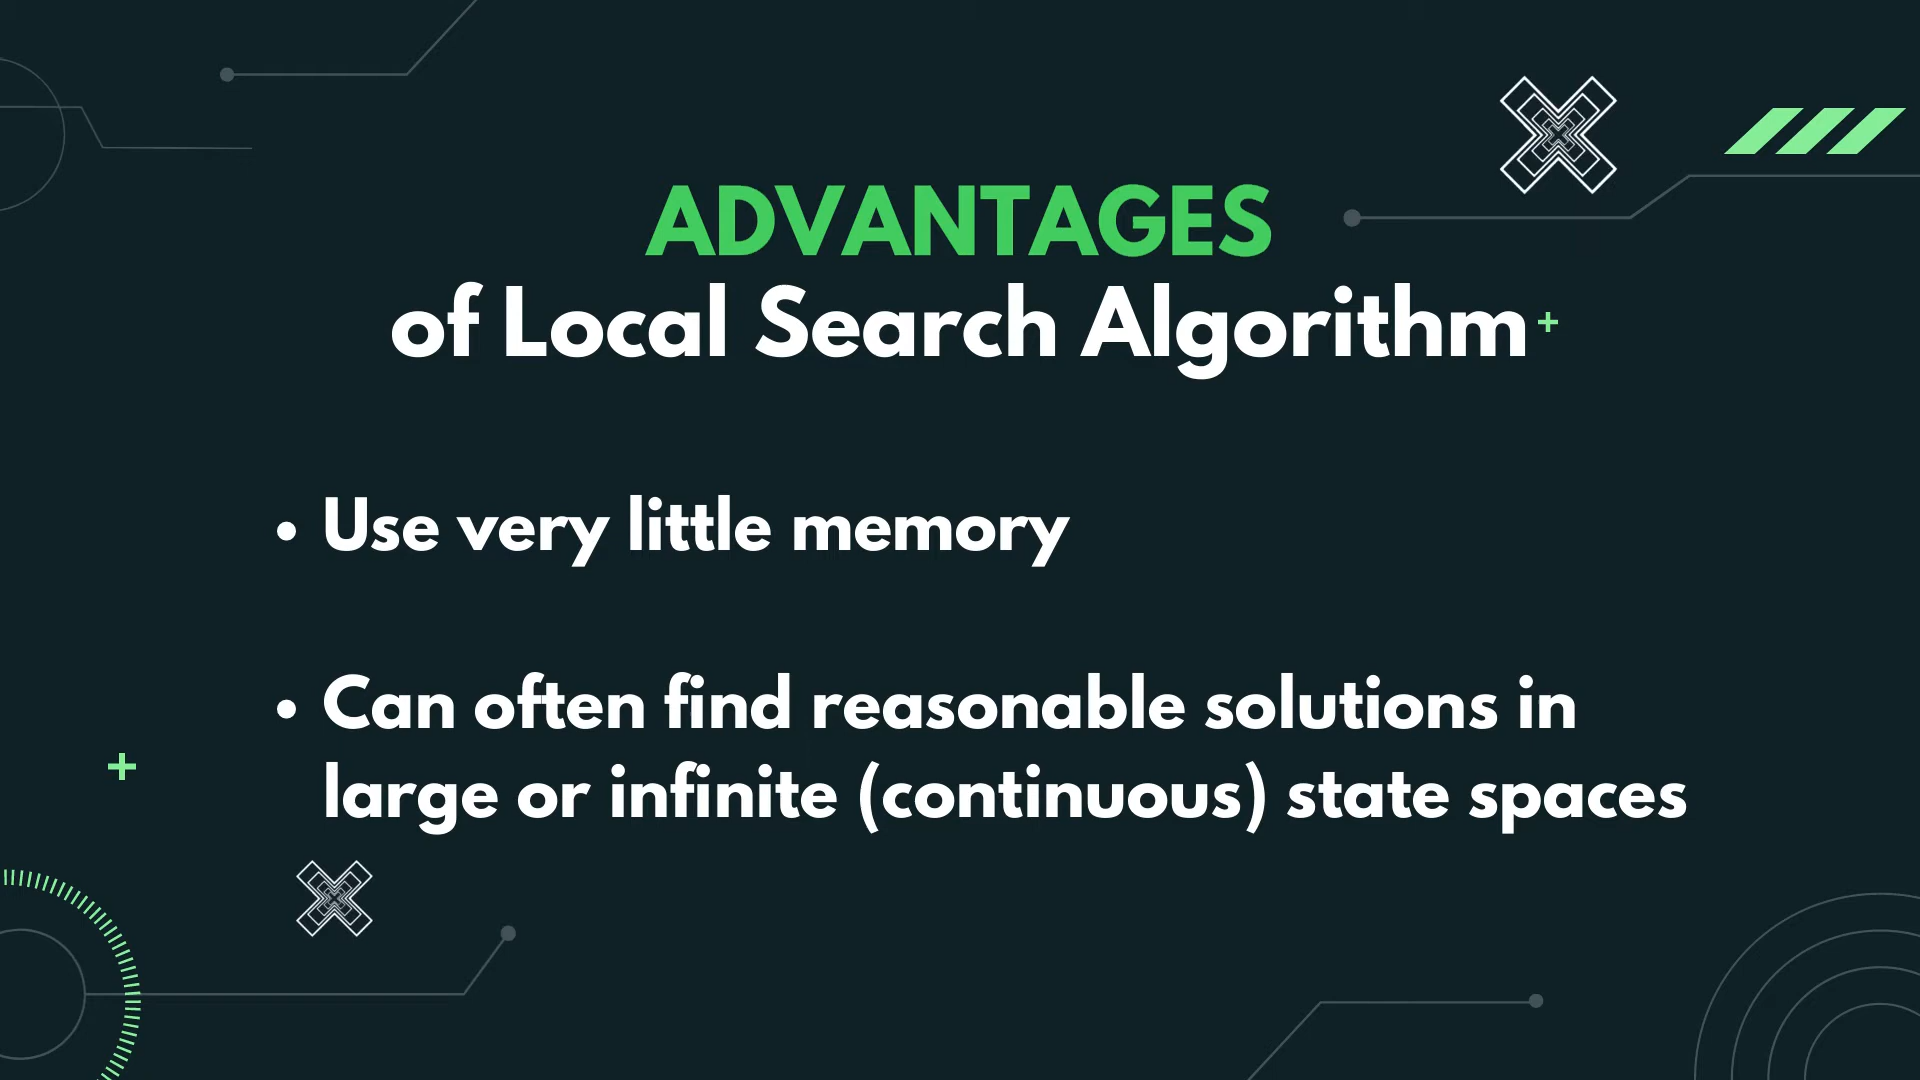 ADVANTAGES
of Local Search Algorithm
• Use very little memory
• Can often find reasonable solutions in
large or infinite (continuous) state spaces